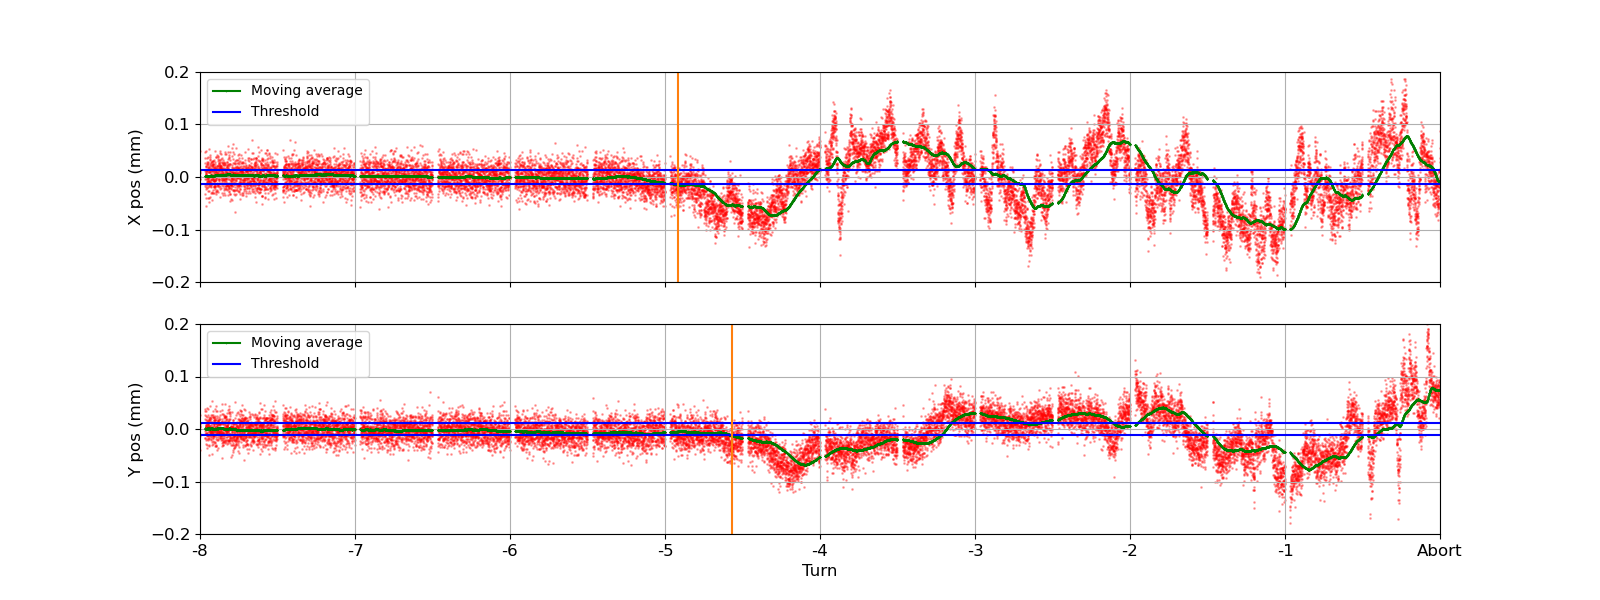 0.2
0.1
0.0
−0.1
−0.2
X pos (mm)
Moving average
Threshold
0.2
0.1
0.0
−0.1
−0.2
Y pos (mm)
Moving average
Threshold
-8 -7 -6 -5 -4 -3 -2 -1 Abort
Turn